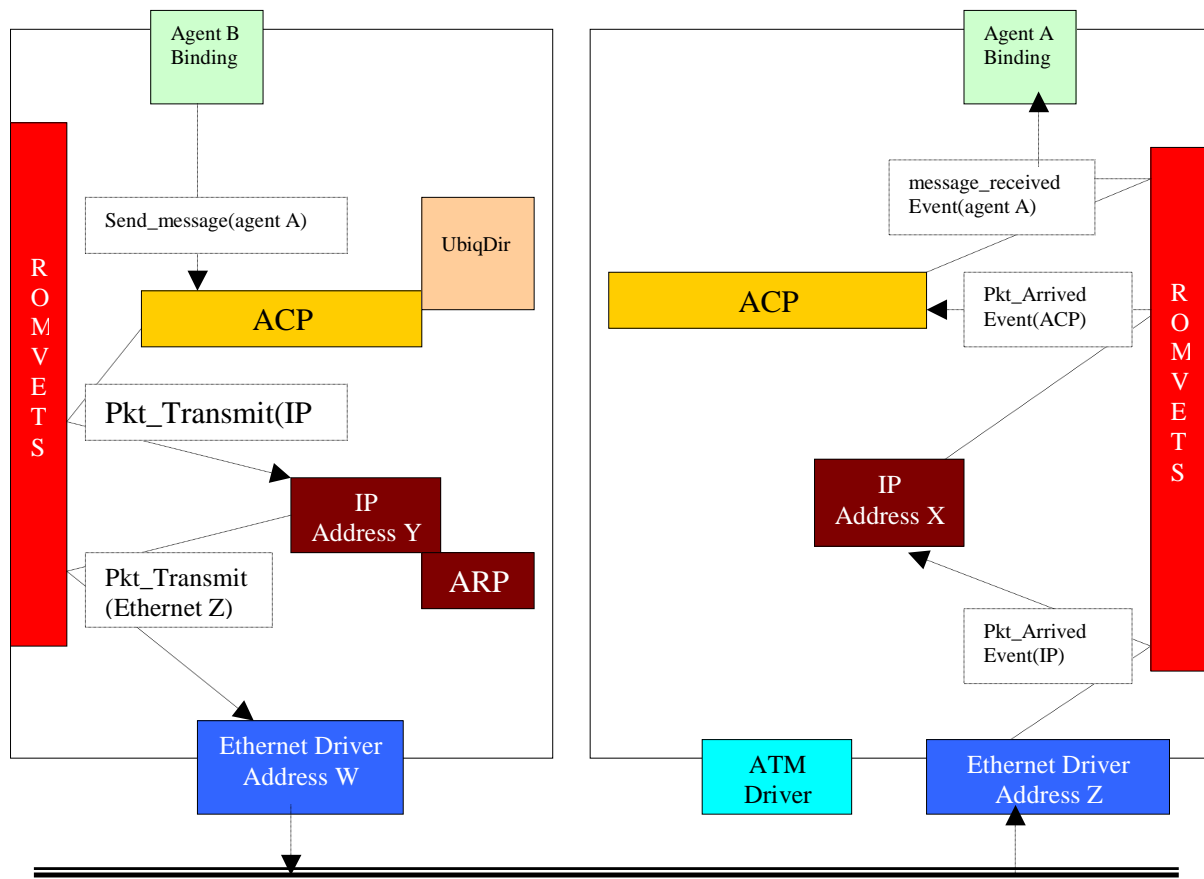 Agent B
Binding
Send_message(agent A)
UbiqDir
ACP
R
O
M
V
E
T
S
Pkt_Transmit(IP
IP
Address Y
ARP
Pkt_Transmit
(Ethernet Z)
Ethernet Driver
Address W
Agent A
Binding
message_received
Event(agent A)
ACP
Pkt_Arrived
Event(ACP)
R
O
M
V
E
T
S
IP
Address X
Pkt_Arrived
Event(IP)
ATM
Driver
Ethernet Driver
Address Z